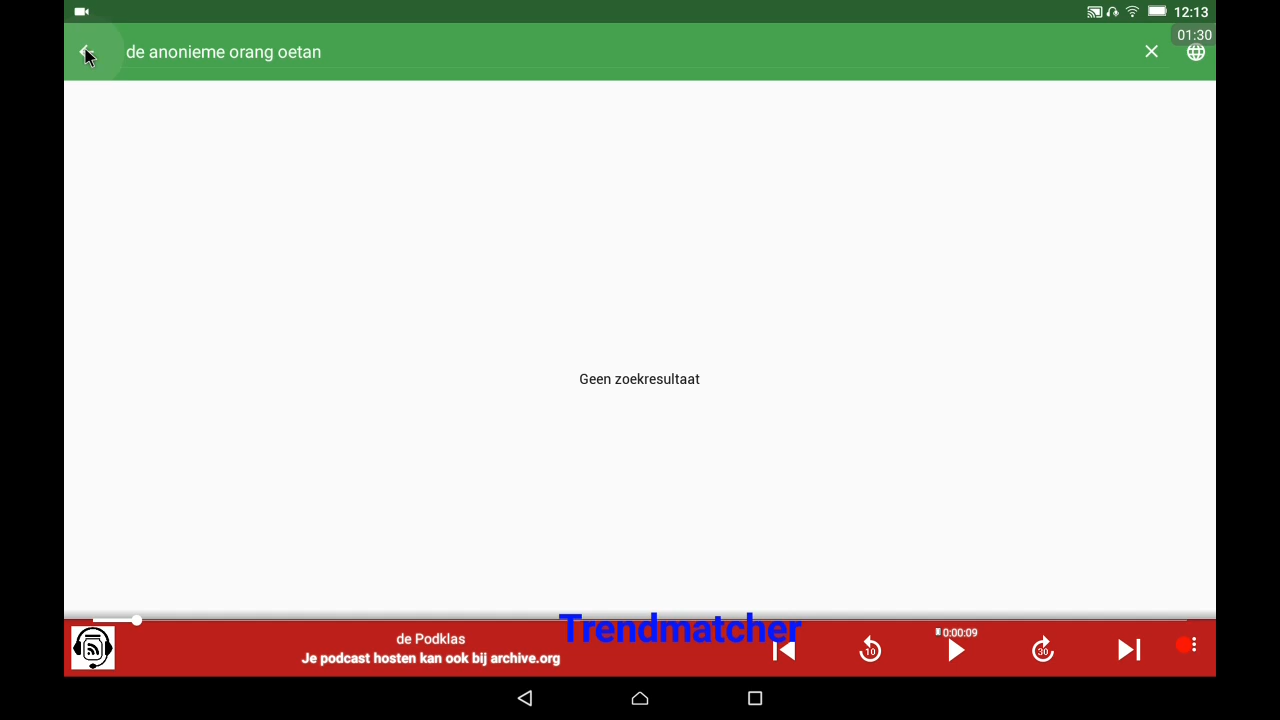 12:13
01:30
de anonieme orang oetan
Geen zoekresultaat
Trendmatcher
de Podklas
Je podcast hosten kan ook bij archive.org
10
0:00:09
30